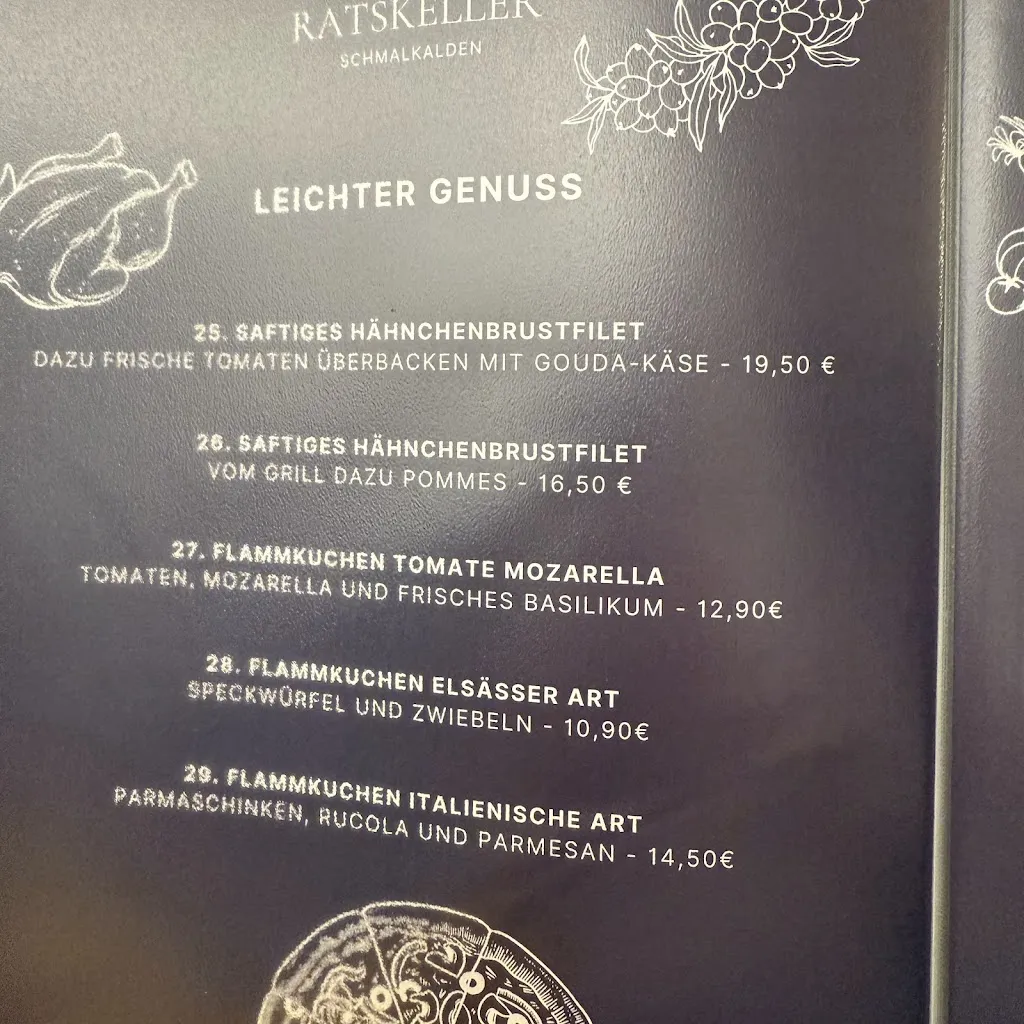 RATSKELLER
SCHMALKALDEN
LEICHTER GENUSS
25. SAFTIGES HÄHNCHENBRUSTFILET
DAZU FRISCHE TOMATEN ÜBERBACKEN MIT GOUDA-KÄSE - 19,50 €
26. SAFTIGES HÄHNCHENBRUSTFILET
VOM GRILL DAZU POMMES - 16,50 €
27. FLAMMKUCHEN TOMATE MOZARELLA
TOMATEN, MOZARELLA UND FRISCHES BASILIKUM - 12,90€
28. FLAMMKUCHEN ELSÄSSER ART
SPECKWÜRFEL UND ZWIEBELN - 10,90€
29. FLAMMKUCHEN ITALIENISCHE ART
PARMASCHINKEN, RUCOLA UND PARMESAN - 14,50€